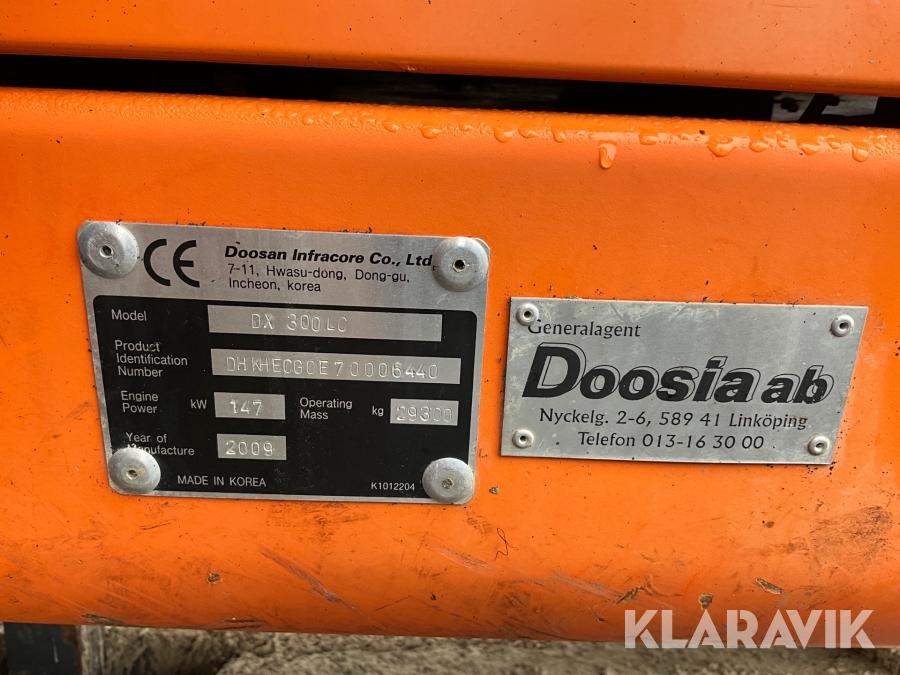 CE
Doosan Infracore Co., Ltd
7-11, Hwasu-dong, Dong-gu,
Incheon, korea
Model DX 300LC
Product
Identification
Number DHKHECGCE70006440
Engine
Power kW 147 Operating
Mass kg 29300
Year of
Manufacture 2009
MADE IN KOREA K1012204
Generalagent
Doosia ab
Nyckelg. 2-6, 589 41 Linköping
Telefon 013-16 30 00
KLARAVIK